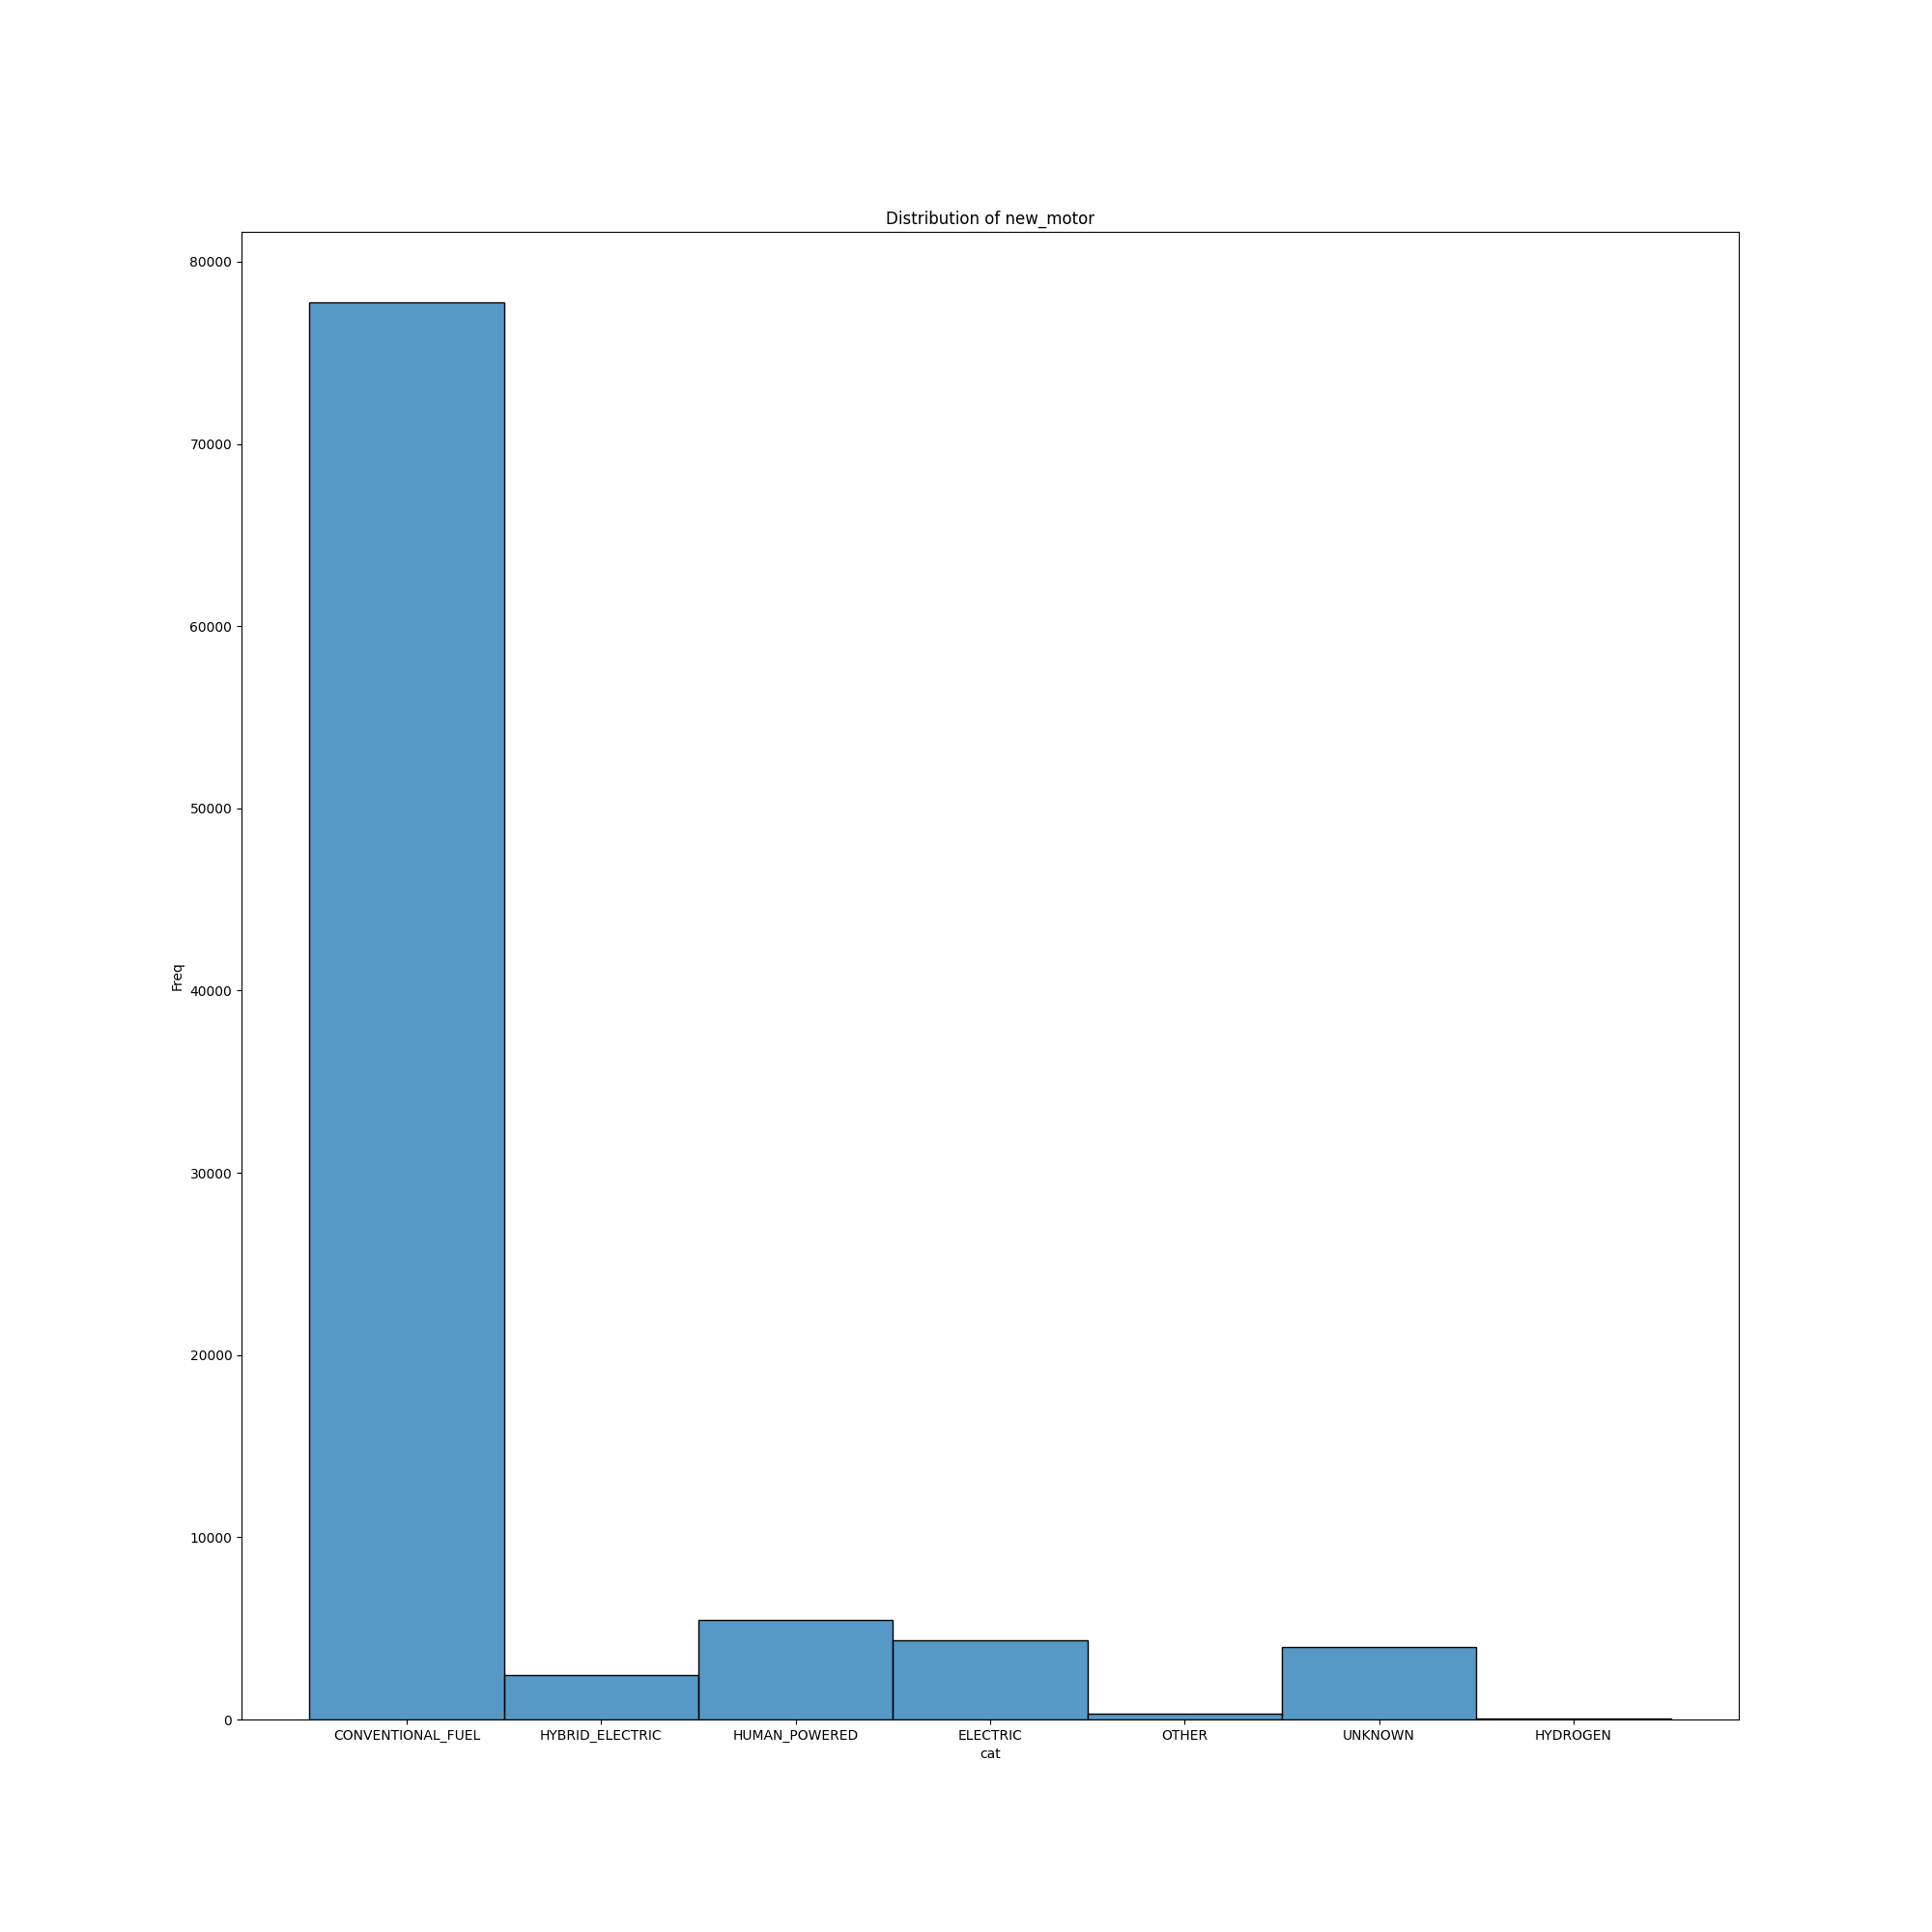 Distribution of new_motor
80000
70000
60000
50000
40000
30000
20000
10000
0
Freq
CONVENTIONAL_FUEL HYBRID_ELECTRIC HUMAN_POWERED ELECTRIC OTHER UNKNOWN HYDROGEN
cat